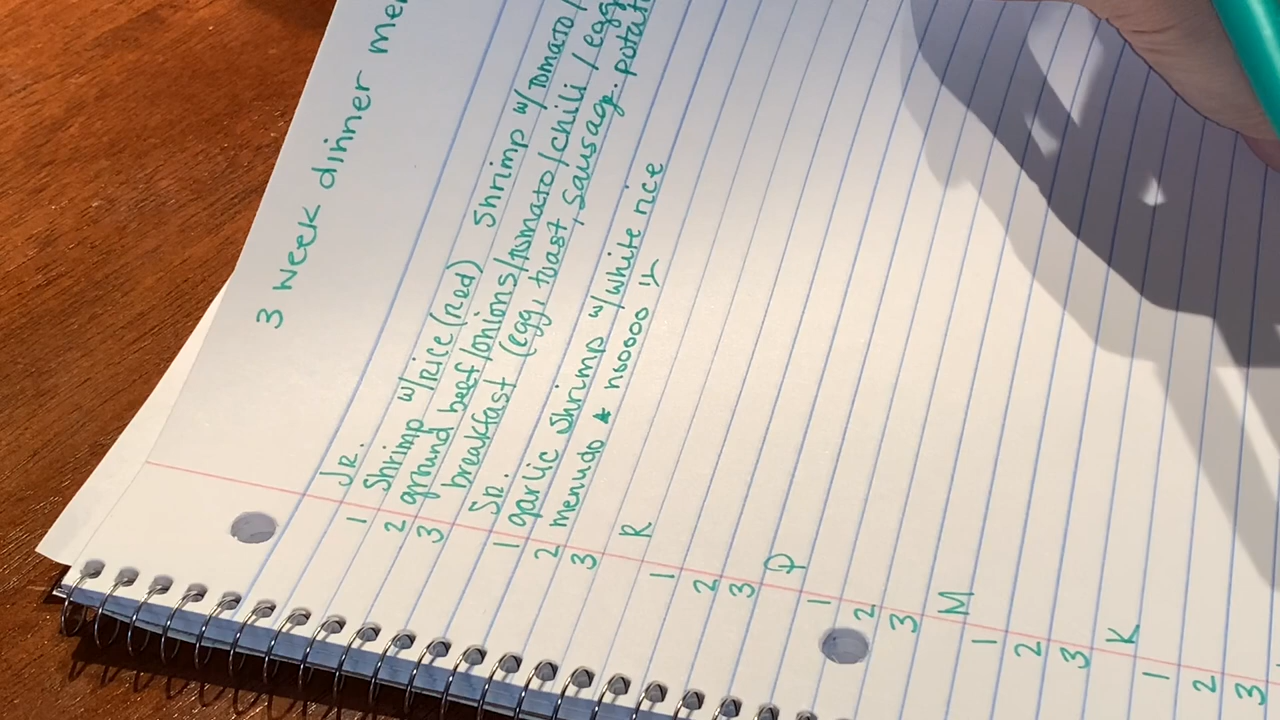 3 week dinner me
Jr.
1 Shrimp w/rice (red) Shrimp w/tomato/
2 ground beef/onions/tomato/chili/egg
3 breakfast (egg, toast, sausage, potat
Sr.
1 garlic shrimp w/white rice
2 menudo
3
R
1
2
3
P
1
2
3
M
1
2
3
K
1
2
3